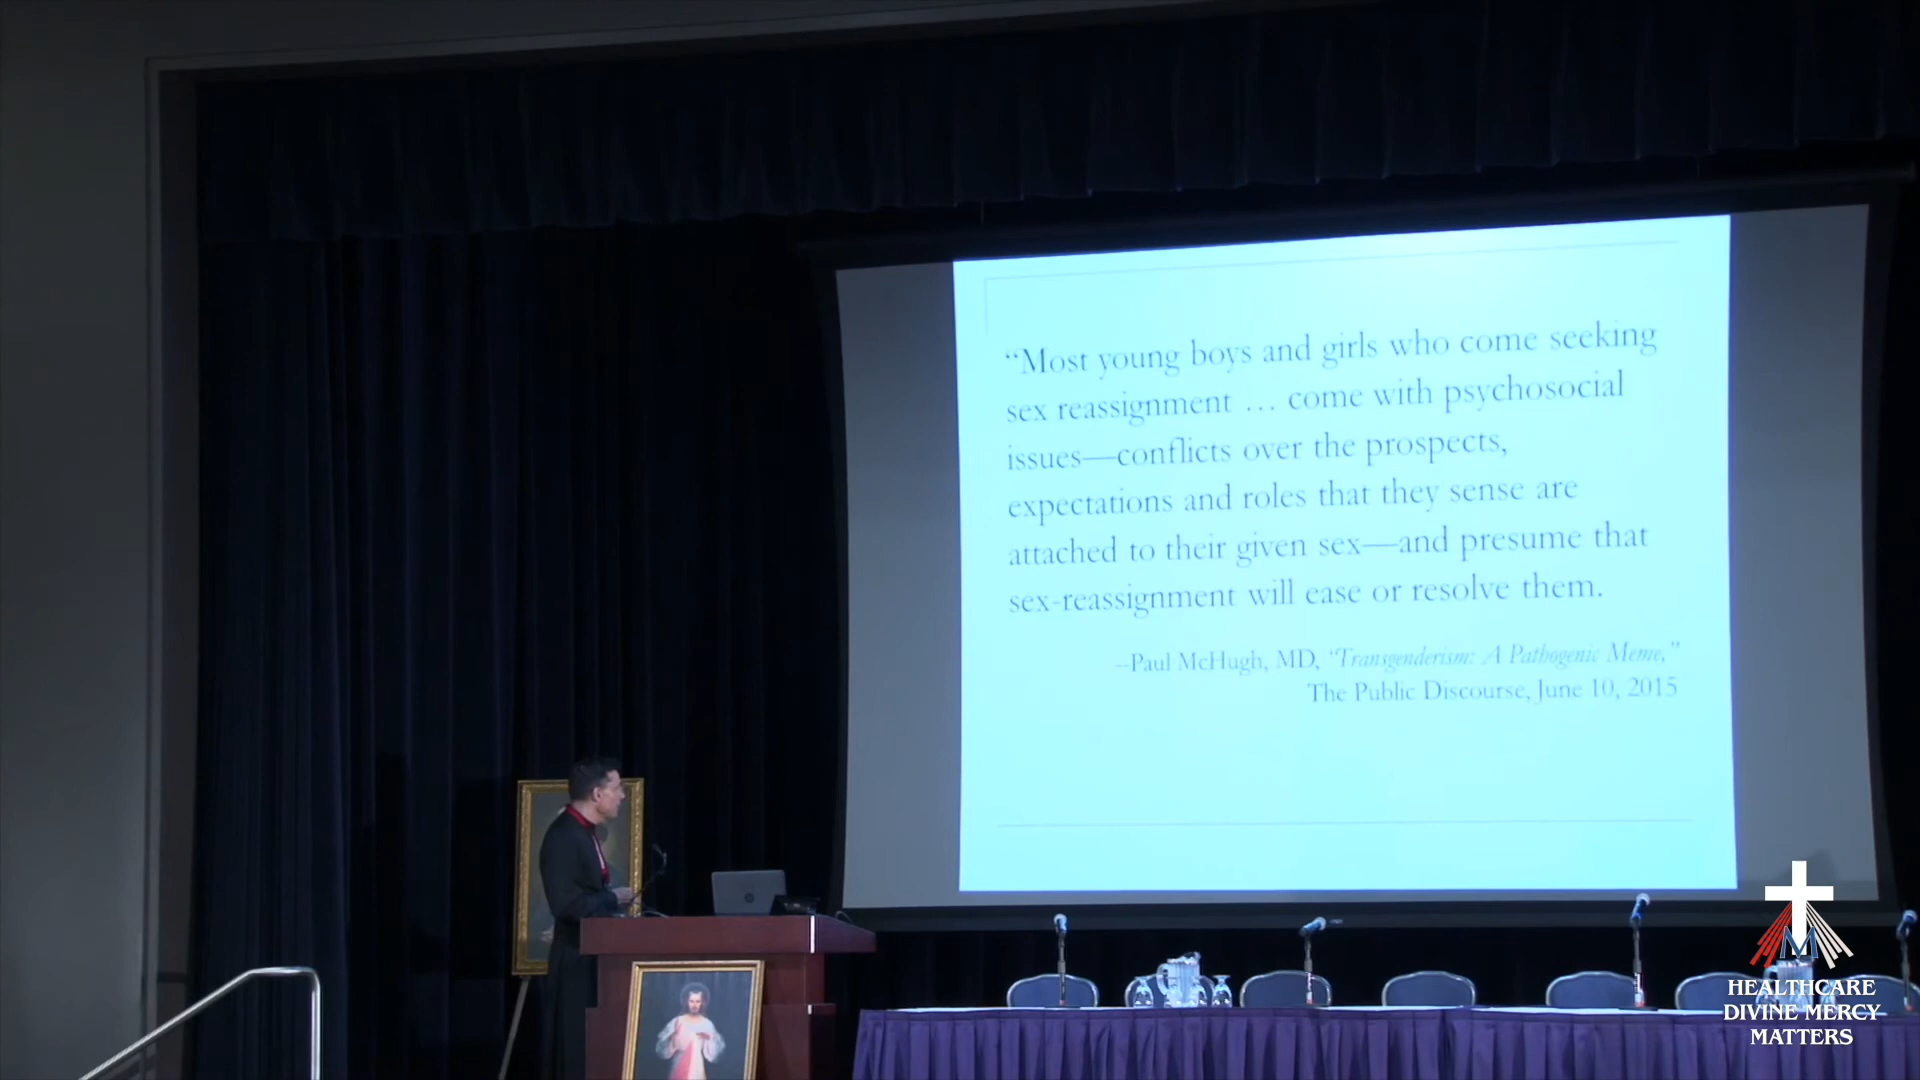 “Most young boys and girls who come seeking
sex reassignment … come with psychosocial
issues—conflicts over the prospects,
expectations and roles that they sense are
attached to their given sex—and presume that
sex-reassignment will ease or resolve them.
–Paul McHugh, MD, “Transgenderism: A Pathogenic Meme,”
The Public Discourse, June 10, 2015
M
HEALTHCARE
DIVINE MERCY
MATTERS